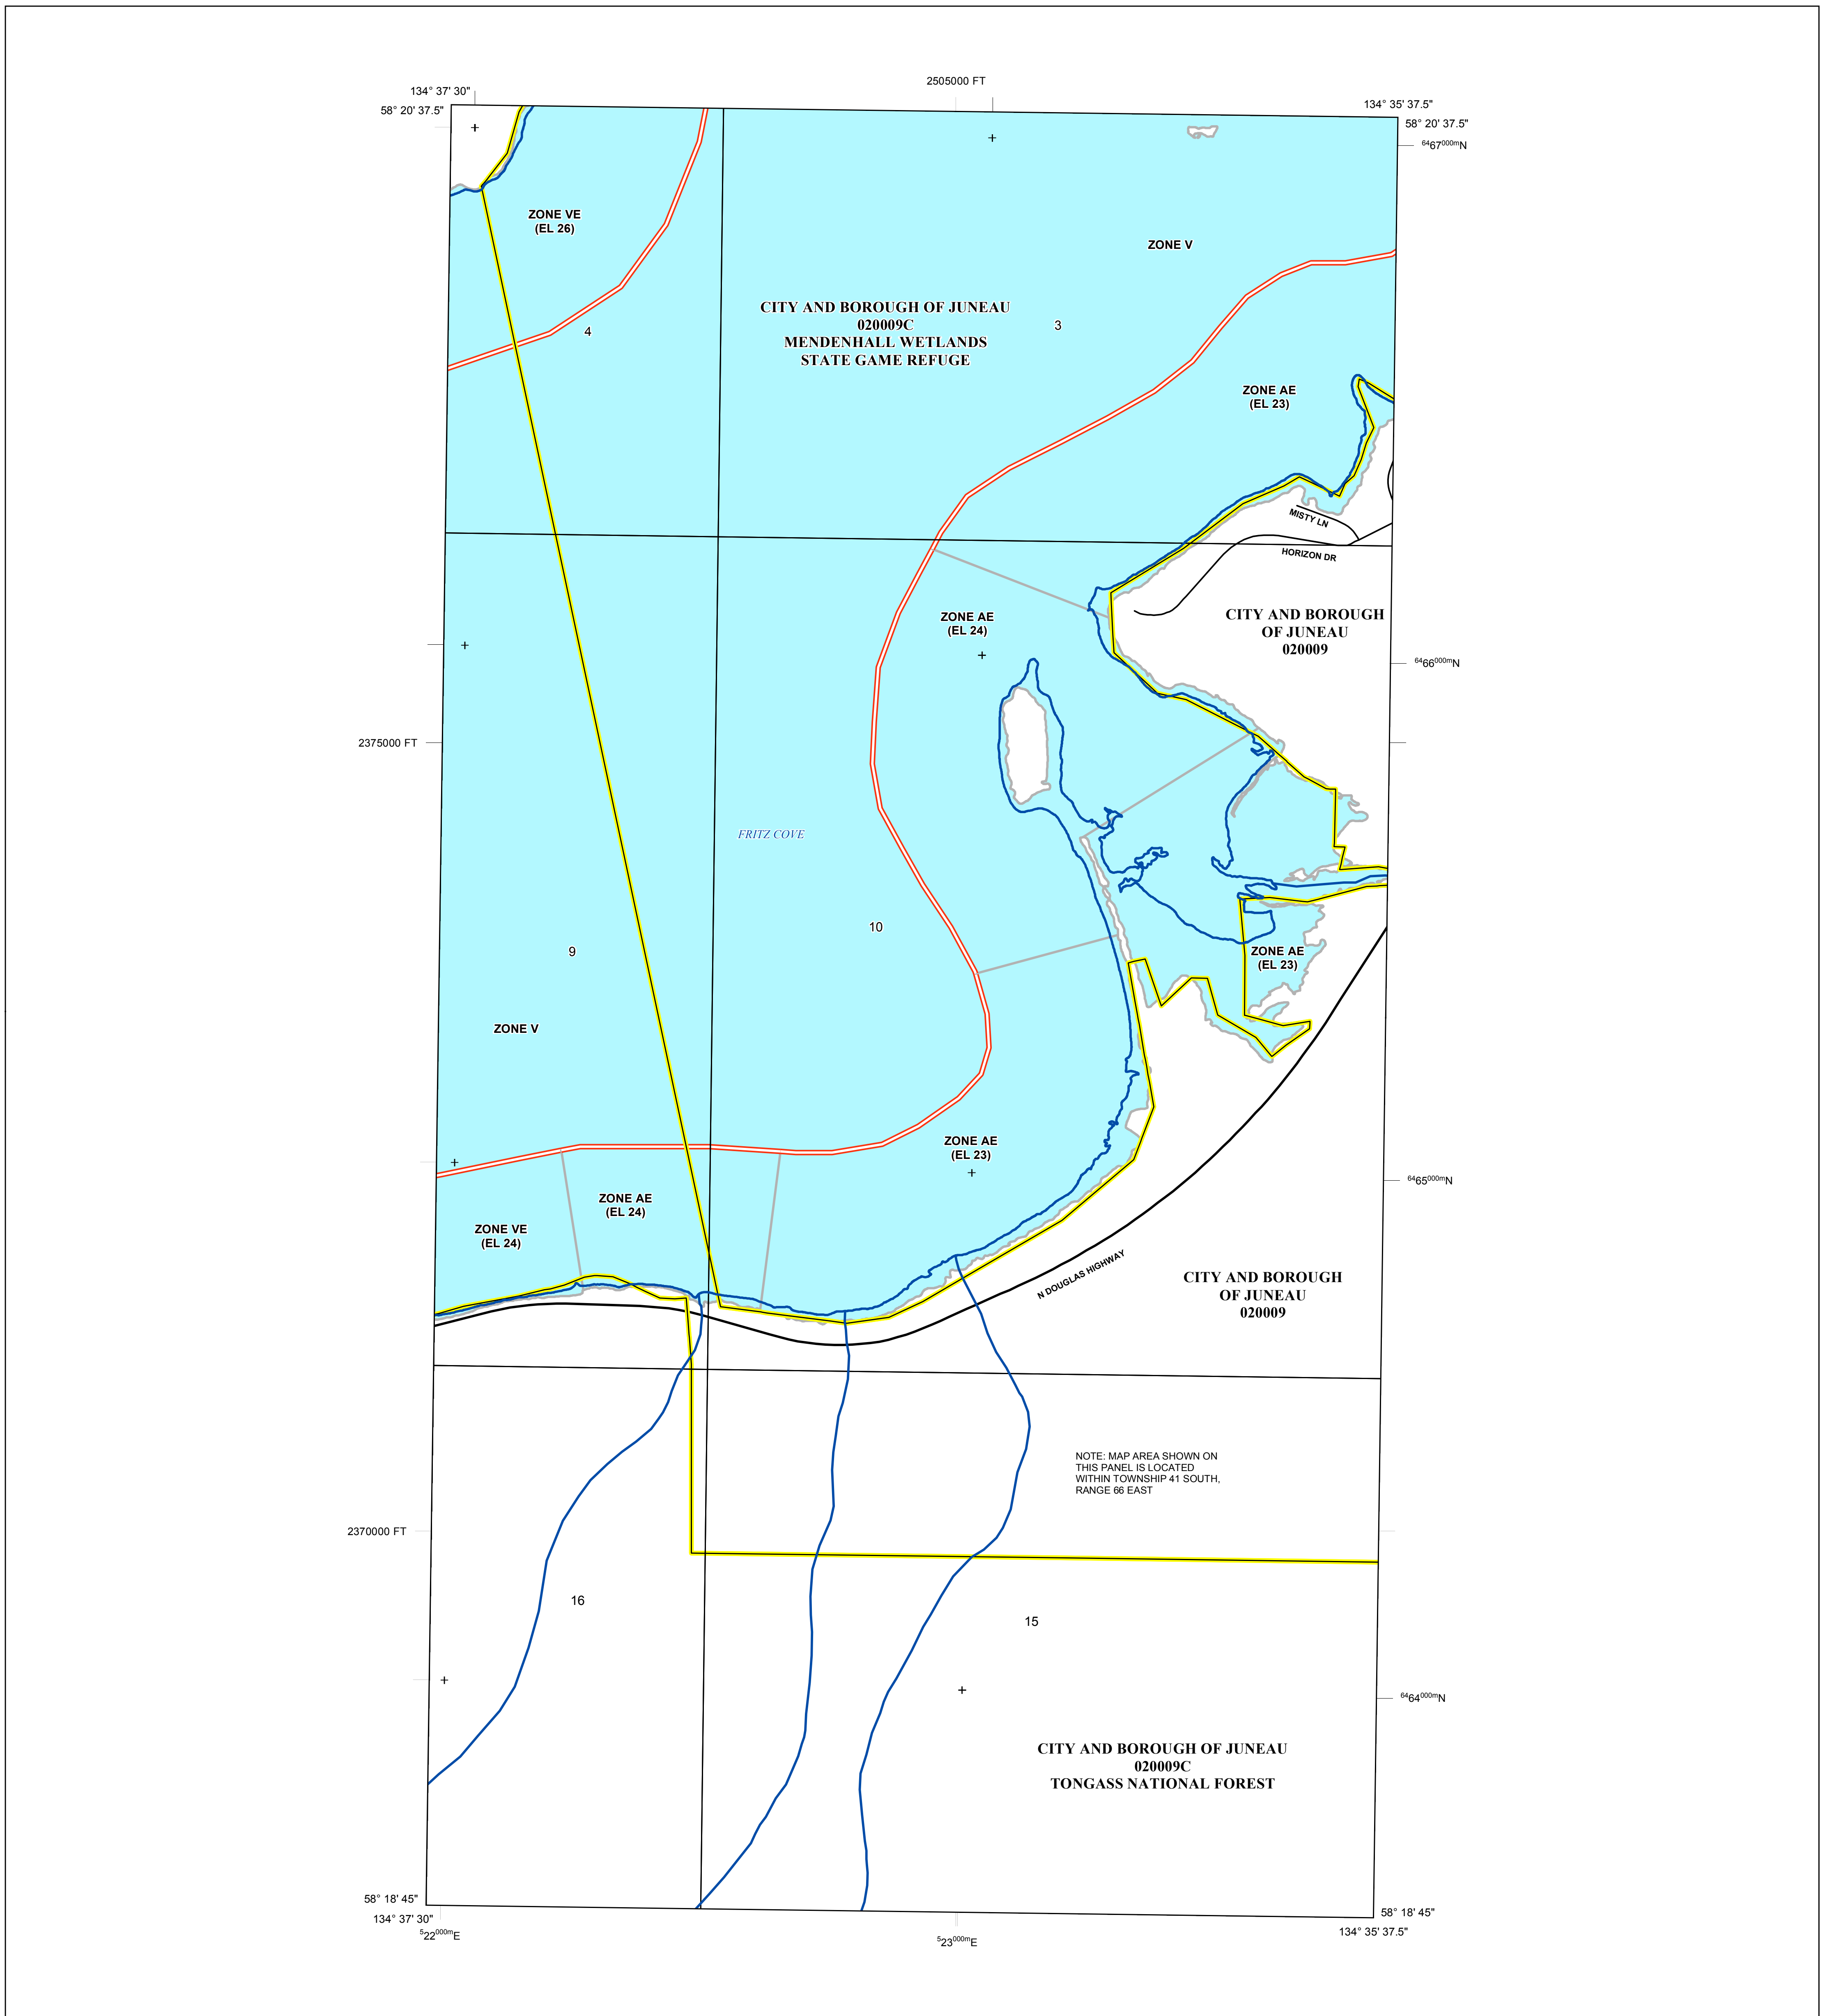 2505000 FT
134° 37' 30"
134° 35' 37.5"
58° 20' 37.5"
58° 20' 37.5"
6467000mN
ZONE VE
(EL 26)
ZONE V
CITY AND BOROUGH OF JUNEAU
020009C
MENDENHALL WETLANDS
STATE GAME REFUGE
4
3
ZONE AE
(EL 23)
MISTY LN
HORIZON DR
CITY AND BOROUGH
OF JUNEAU
020009
ZONE AE
(EL 24)
6466000mN
2375000 FT
FRITZ COVE
10
9
ZONE AE
(EL 23)
ZONE V
ZONE AE
(EL 23)
6465000mN
ZONE AE
(EL 24)
ZONE VE
(EL 24)
N DOUGLAS HIGHWAY
CITY AND BOROUGH
OF JUNEAU
020009
NOTE: MAP AREA SHOWN ON
THIS PANEL IS LOCATED
WITHIN TOWNSHIP 41 SOUTH,
RANGE 66 EAST
2370000 FT
16
15
6464000mN
CITY AND BOROUGH OF JUNEAU
020009C
TONGASS NATIONAL FOREST
58° 18' 45"
58° 18' 45"
134° 37' 30"
134° 35' 37.5"
522000mE
523000mE